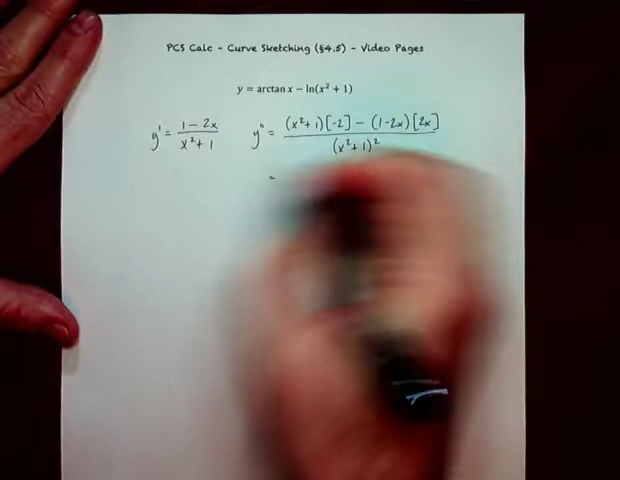 PCS Calc - Curve Sketching (§4.5) - Video Pages
y = arctan x − ln(x² + 1)
y' = (1 - 2x)/(x² + 1)    y" = ((x² + 1)[-2] - (1-2x)[2x])/(x² + 1)²
=